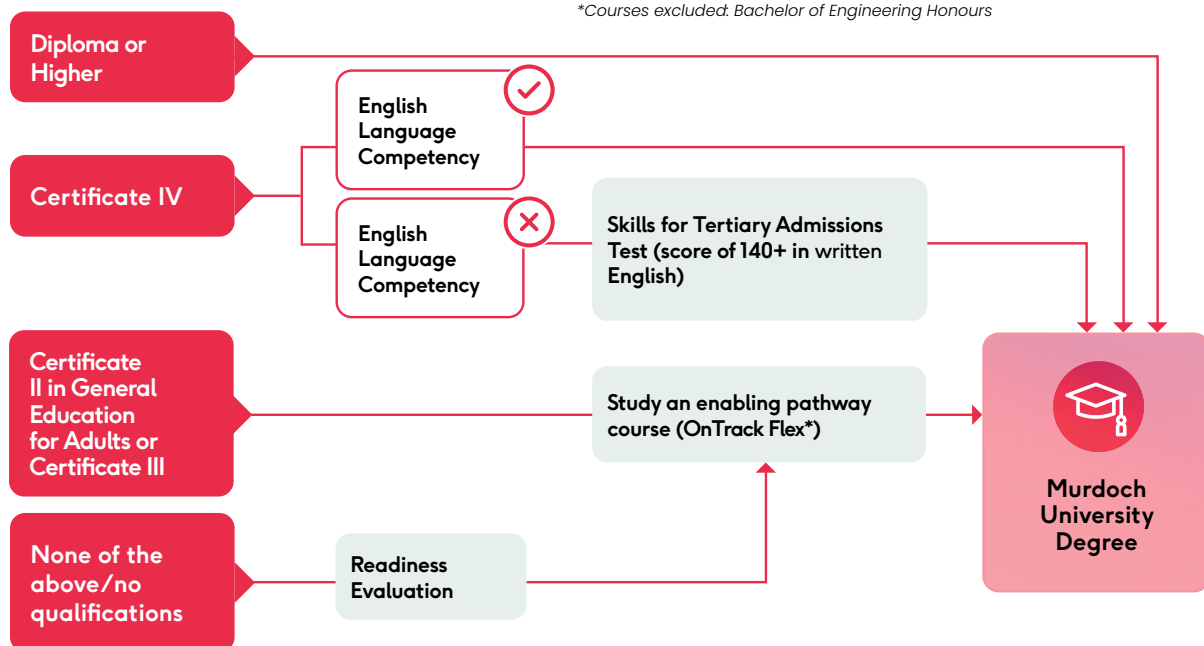 *Courses excluded: Bachelor of Engineering Honours
Diploma or
Higher
English
Language
Competency
Certificate IV
English
Language
Competency
Skills for Tertiary Admissions
Test (score of 140+ in written
English)
Certificate
II in General
Education
for Adults or
Certificate III
Study an enabling pathway
course (OnTrack Flex*)
Murdoch
University
Degree
None of the
above/no
qualifications
Readiness
Evaluation